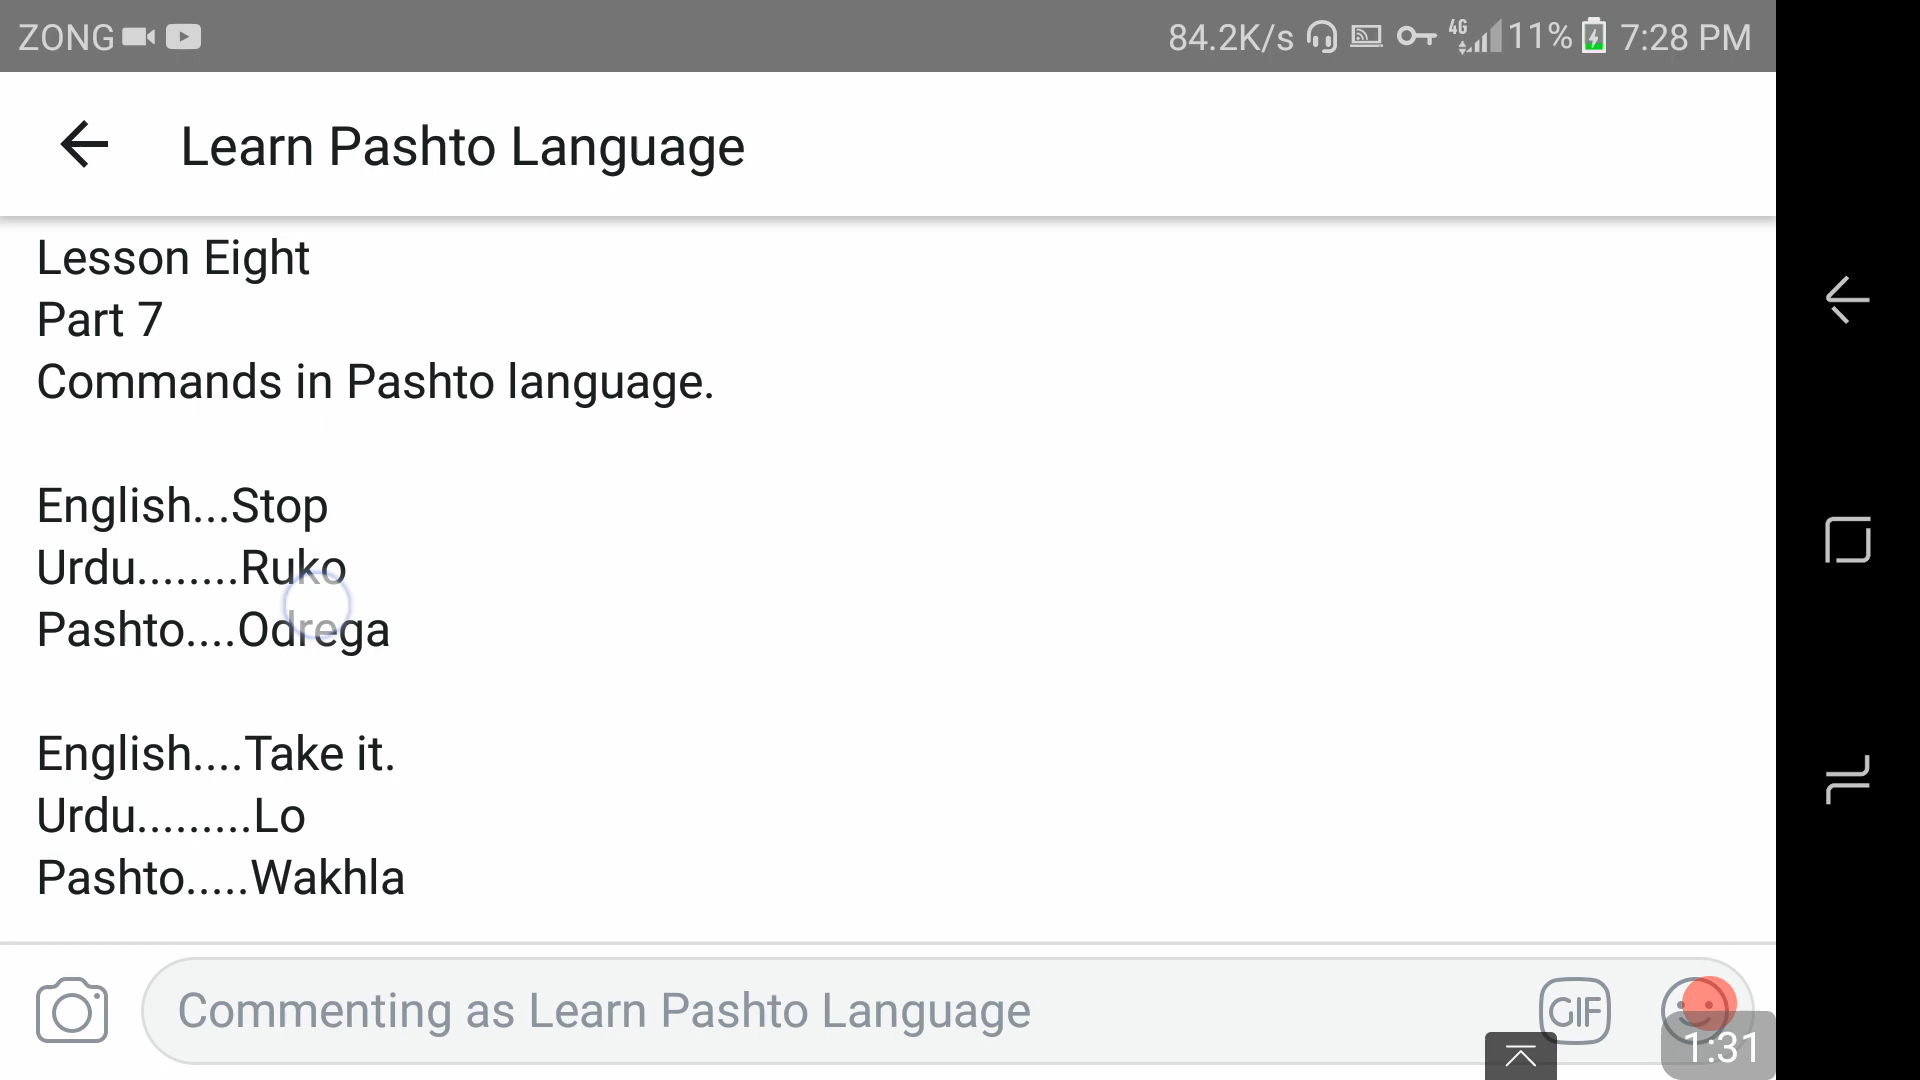 ZONG 84.2K/s 4G 11% 7:28 PM
Learn Pashto Language
Lesson Eight
Part 7
Commands in Pashto language.
English...Stop
Urdu........Ruko
Pashto....Odrega
English....Take it.
Urdu.........Lo
Pashto.....Wakhla
Commenting as Learn Pashto Language GIF
1:31